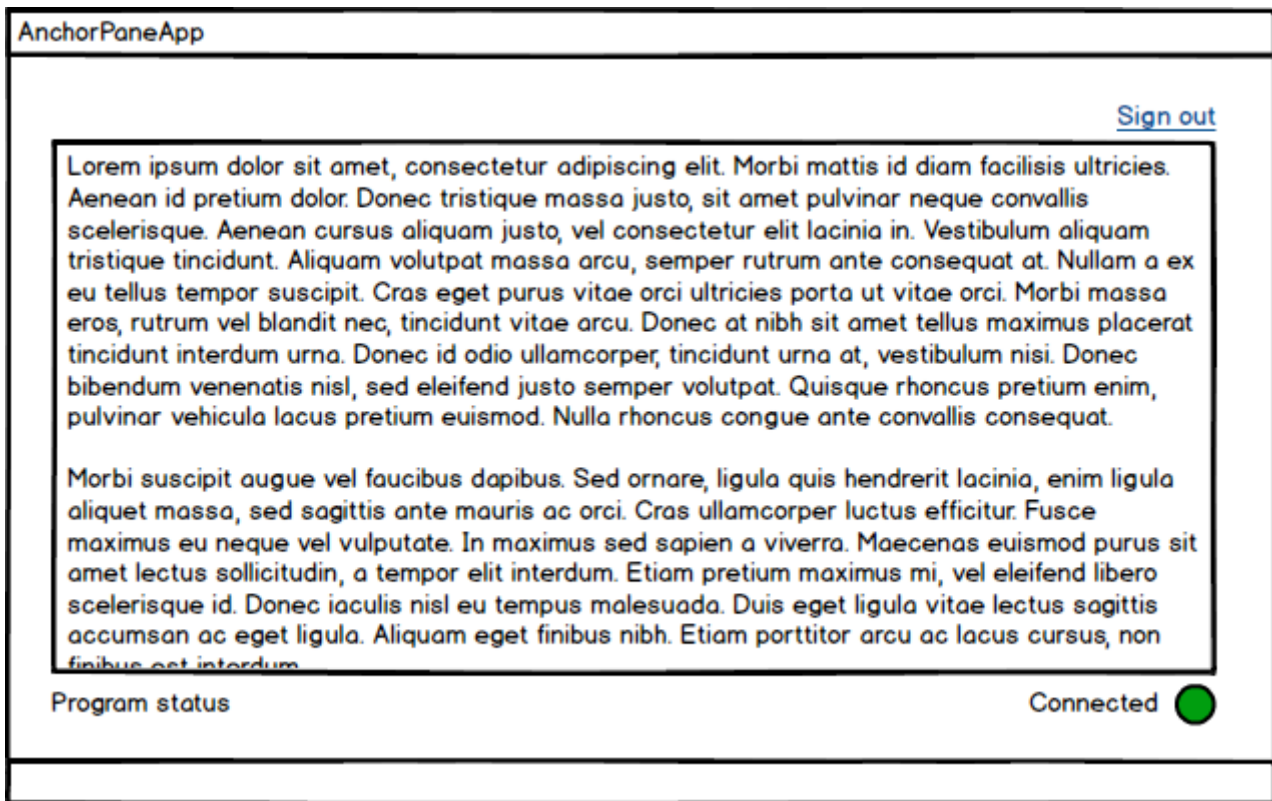 AnchorPaneApp
Sign out
Lorem ipsum dolor sit amet, consectetur adipiscing elit. Morbi mattis id diam facilisis ultricies.
Aenean id pretium dolor. Donec tristique massa justo, sit amet pulvinar neque convallis
scelerisque. Aenean cursus aliquam justo, vel consectetur elit lacinia in. Vestibulum aliquam
tristique tincidunt. Aliquam volutpat massa arcu, semper rutrum ante consequat at. Nullam a ex
eu tellus tempor suscipit. Cras eget purus vitae orci ultricies porta ut vitae orci. Morbi massa
eros, rutrum vel blandit nec, tincidunt vitae arcu. Donec at nibh sit amet tellus maximus placerat
tincidunt interdum urna. Donec id odio ullamcorper, tincidunt urna at, vestibulum nisi. Donec
bibendum venenatis nisl, sed eleifend justo semper volutpat. Quisque rhoncus pretium enim,
pulvinar vehicula lacus pretium euismod. Nulla rhoncus congue ante convallis consequat.
Morbi suscipit augue vel faucibus dapibus. Sed ornare, ligula quis hendrerit lacinia, enim ligula
aliquet massa, sed sagittis ante mauris ac orci. Cras ullamcorper luctus efficitur. Fusce
maximus eu neque vel vulputate. In maximus sed sapien a viverra. Maecenas euismod purus sit
amet lectus sollicitudin, a tempor elit interdum. Etiam pretium maximus mi, vel eleifend libero
scelerisque id. Donec iaculis nisl eu tempus malesuada. Duis eget ligula vitae lectus sagittis
accumsan ac eget ligula. Aliquam eget finibus nibh. Etiam porttitor arcu ac lacus cursus, non
finibus est interdum
Program status
Connected